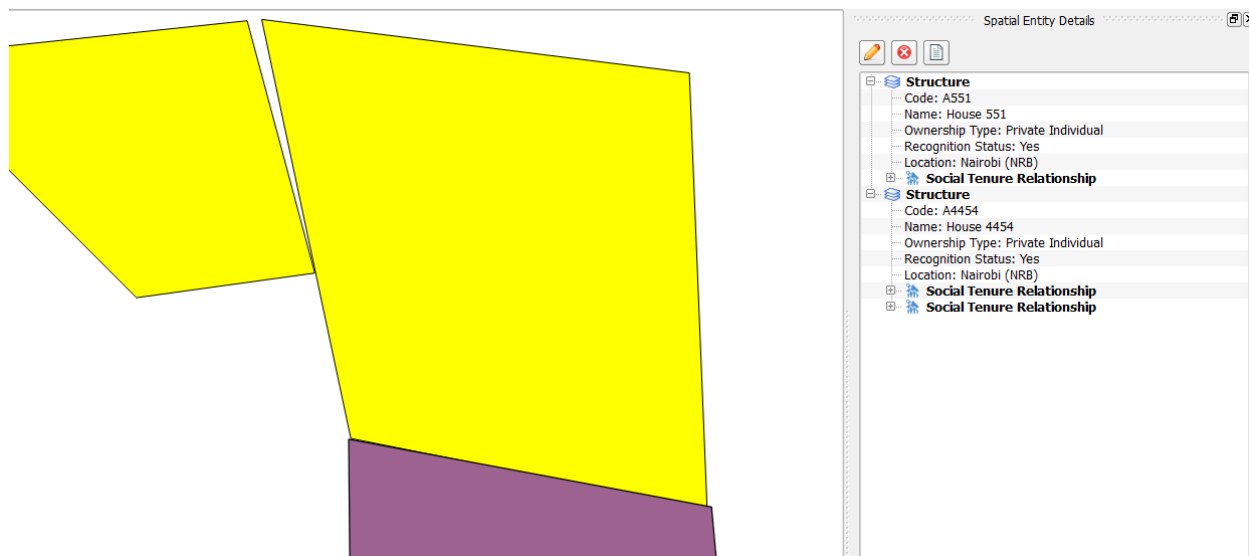 Spatial Entity Details
Structure
Code: A551
Name: House 551
Ownership Type: Private Individual
Recognition Status: Yes
Location: Nairobi (NRB)
Social Tenure Relationship
Structure
Code: A4454
Name: House 4454
Ownership Type: Private Individual
Recognition Status: Yes
Location: Nairobi (NRB)
Social Tenure Relationship
Social Tenure Relationship